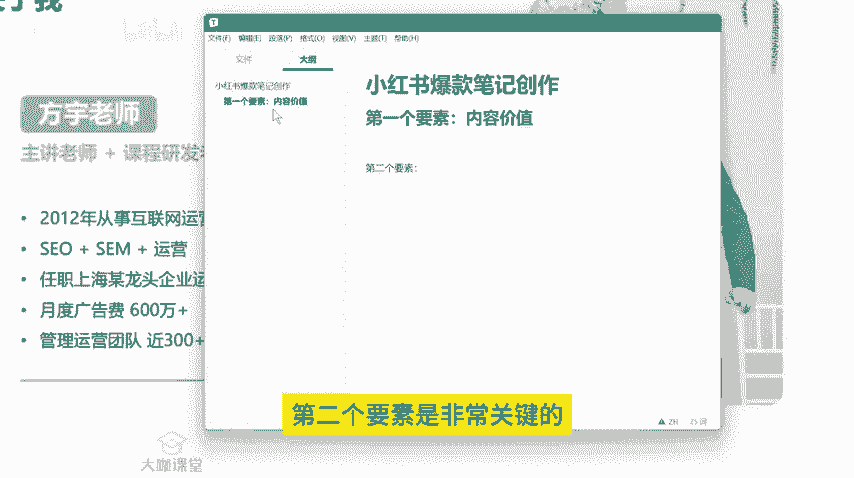 关于我
方宇老师
主讲老师 + 课程研发
2012年从事互联网运营
SEO + SEM + 运营
任职上海某龙头企业运
月度广告费 600万+
管理运营团队 近300+
大咖课堂
文件(F) 编辑(E) 段落(P) 格式(O) 视图(V) 主题(T) 帮助(H)
文件 大纲
小红书爆款笔记创作
第一个要素：内容价值
小红书爆款笔记创作
第一个要素：内容价值
第二个要素：
ZH
第二个要素是非常关键的